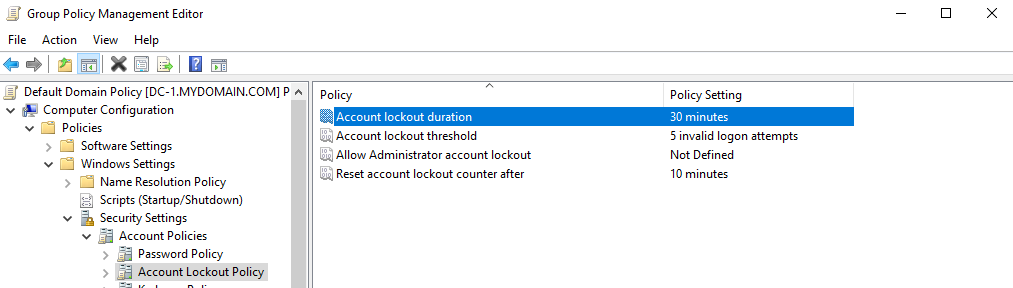 Group Policy Management Editor
File Action View Help
Default Domain Policy [DC-1.MYDOMAIN.COM] P
Computer Configuration
Policies
Software Settings
Windows Settings
Name Resolution Policy
Scripts (Startup/Shutdown)
Security Settings
Account Policies
Password Policy
Account Lockout Policy
Policy Policy Setting
Account lockout duration 30 minutes
Account lockout threshold 5 invalid logon attempts
Allow Administrator account lockout Not Defined
Reset account lockout counter after 10 minutes